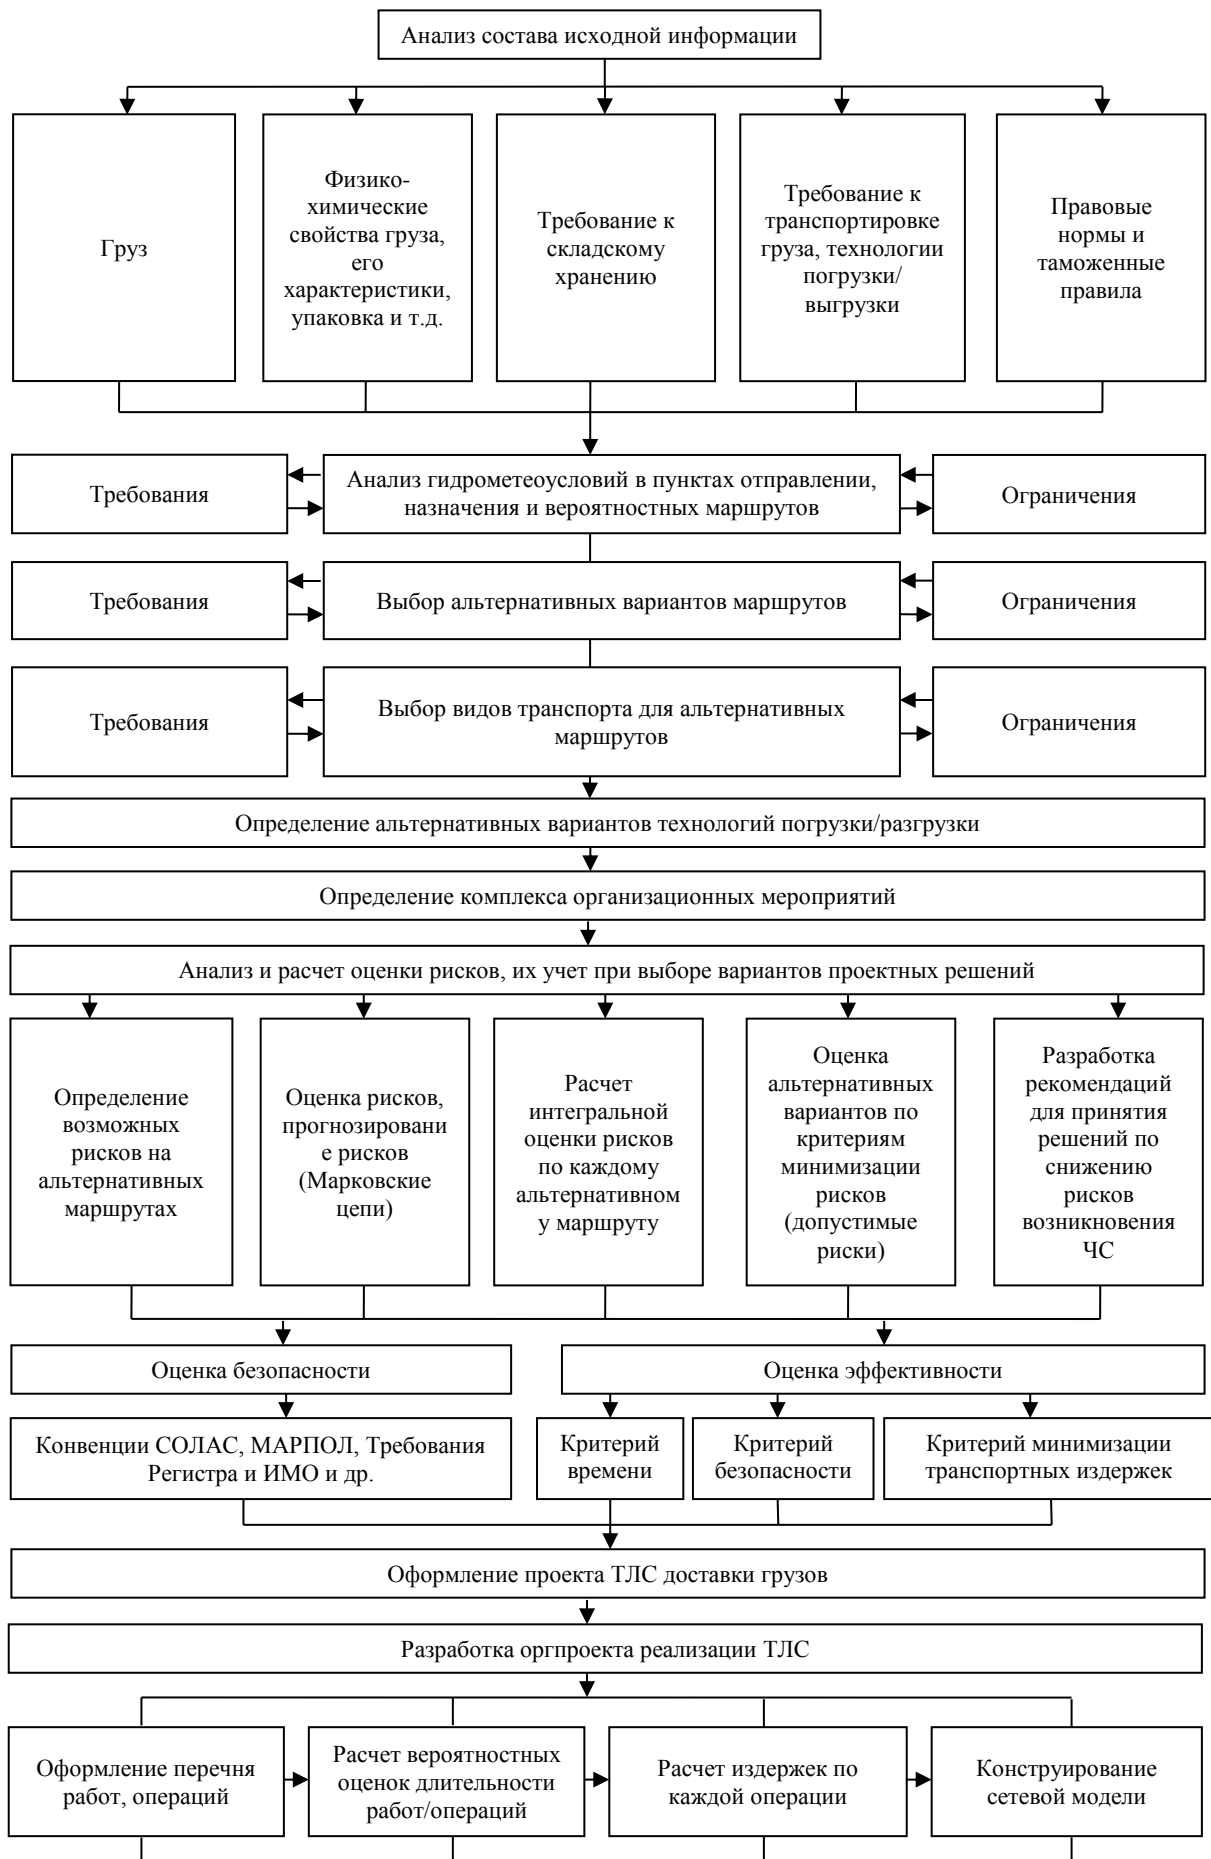 Анализ состава исходной информации
Груз
Физико-
химические
свойства груза,
его
характеристики,
упаковка и т.д.
Требование к
складскому
хранению
Требование к
транспортировке
груза, технологии
погрузки/
выгрузки
Правовые
нормы и
таможенные
правила
Требования
Анализ гидрометеоусловий в пунктах отправлении,
назначения и вероятностных маршрутов
Ограничения
Требования
Выбор альтернативных вариантов маршрутов
Ограничения
Требования
Выбор видов транспорта для альтернативных
маршрутов
Ограничения
Определение альтернативных вариантов технологий погрузки/разгрузки
Определение комплекса организационных мероприятий
Анализ и расчет оценки рисков, их учет при выборе вариантов проектных решений
Определение
возможных
рисков на
альтернативных
маршрутах
Оценка рисков,
прогнозировани
е рисков
(Марковские
цепи)
Расчет
интегральной
оценки рисков
по каждому
альтернативном
у маршруту
Оценка
альтернативных
вариантов по
критериям
минимизации
рисков
(допустимые
риски)
Разработка
рекомендаций
для принятия
решений по
снижению
рисков
возникновения
ЧС
Оценка безопасности
Оценка эффективности
Конвенции СОЛАС, МАРПОЛ, Требования
Регистра и ИМО и др.
Критерий
времени
Критерий
безопасности
Критерий минимизации
транспортных издержек
Оформление проекта ТЛС доставки грузов
Разработка оргпроекта реализации ТЛС
Оформление перечня
работ, операций
Расчет вероятностных
оценок длительности
работ/операций
Расчет издержек по
каждой операции
Конструирование
сетевой модели